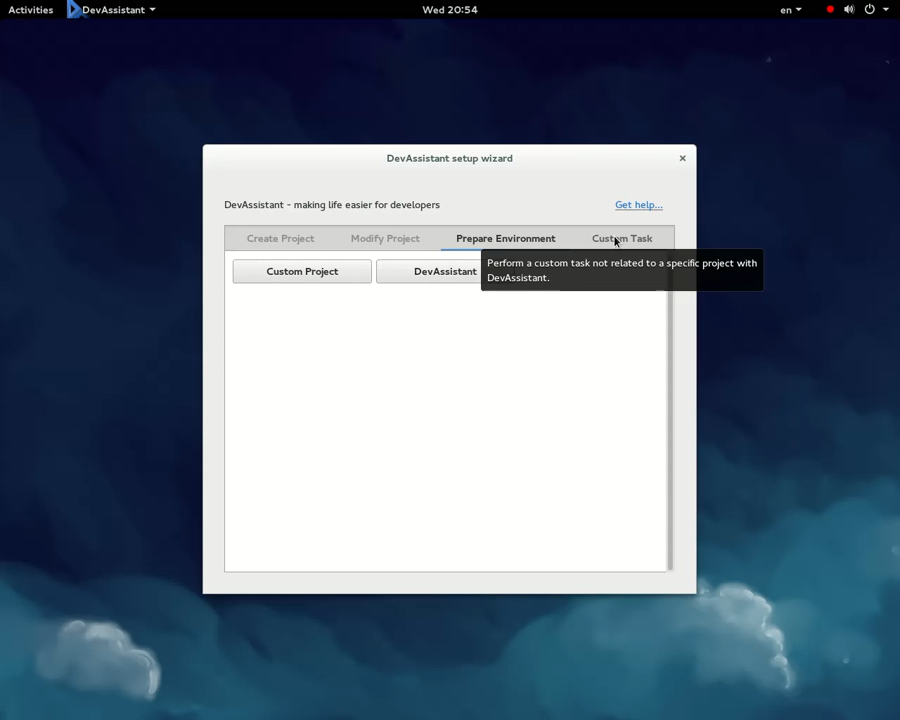 Activities DevAssistant Wed 20:54 en
DevAssistant setup wizard ×
DevAssistant - making life easier for developers Get help...
Create Project Modify Project Prepare Environment Custom Task
Custom Project DevAssistant
Perform a custom task not related to a specific project with
DevAssistant.